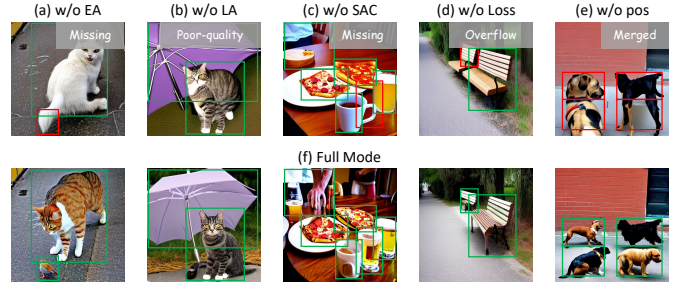 (a) w/o EA
(b) w/o LA
(c) w/o SAC
(d) w/o Loss
(e) w/o pos
Missing
Poor-quality
Missing
Overflow
Merged
(f) Full Mode